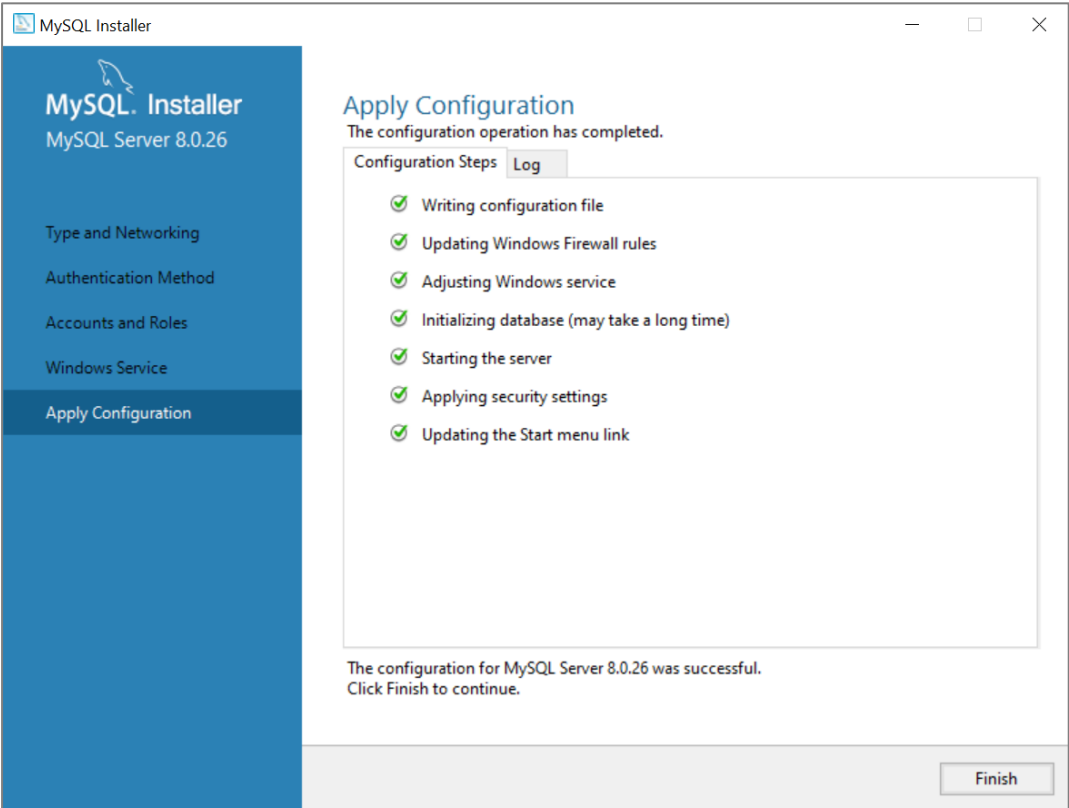 MySQL Installer
MySQL. Installer
MySQL Server 8.0.26
Type and Networking
Authentication Method
Accounts and Roles
Windows Service
Apply Configuration
Apply Configuration
The configuration operation has completed.
Configuration Steps
Log
Writing configuration file
Updating Windows Firewall rules
Adjusting Windows service
Initializing database (may take a long time)
Starting the server
Applying security settings
Updating the Start menu link
The configuration for MySQL Server 8.0.26 was successful.
Click Finish to continue.
Finish